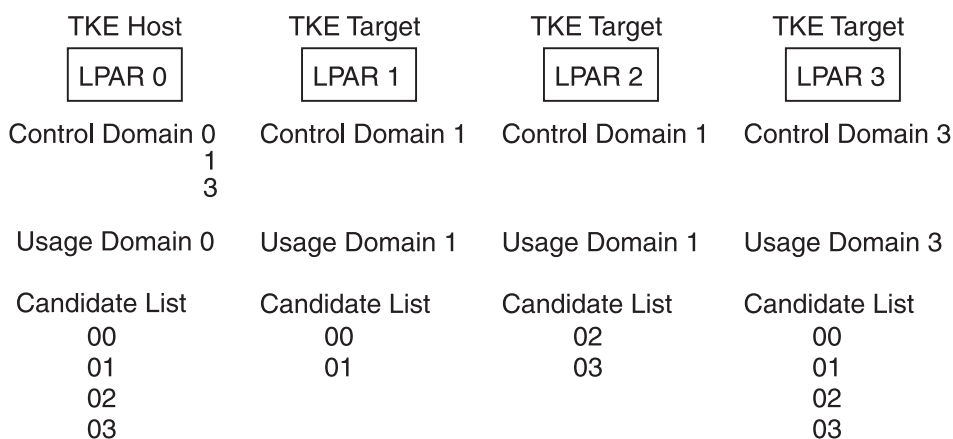 TKE Host TKE Target TKE Target TKE Target
LPAR 0 LPAR 1 LPAR 2 LPAR 3
Control Domain 0 Control Domain 1 Control Domain 1 Control Domain 3
1
3
Usage Domain 0 Usage Domain 1 Usage Domain 1 Usage Domain 3
Candidate List Candidate List Candidate List Candidate List
00 00 02 00
01 01 03 01
02 02
03 03